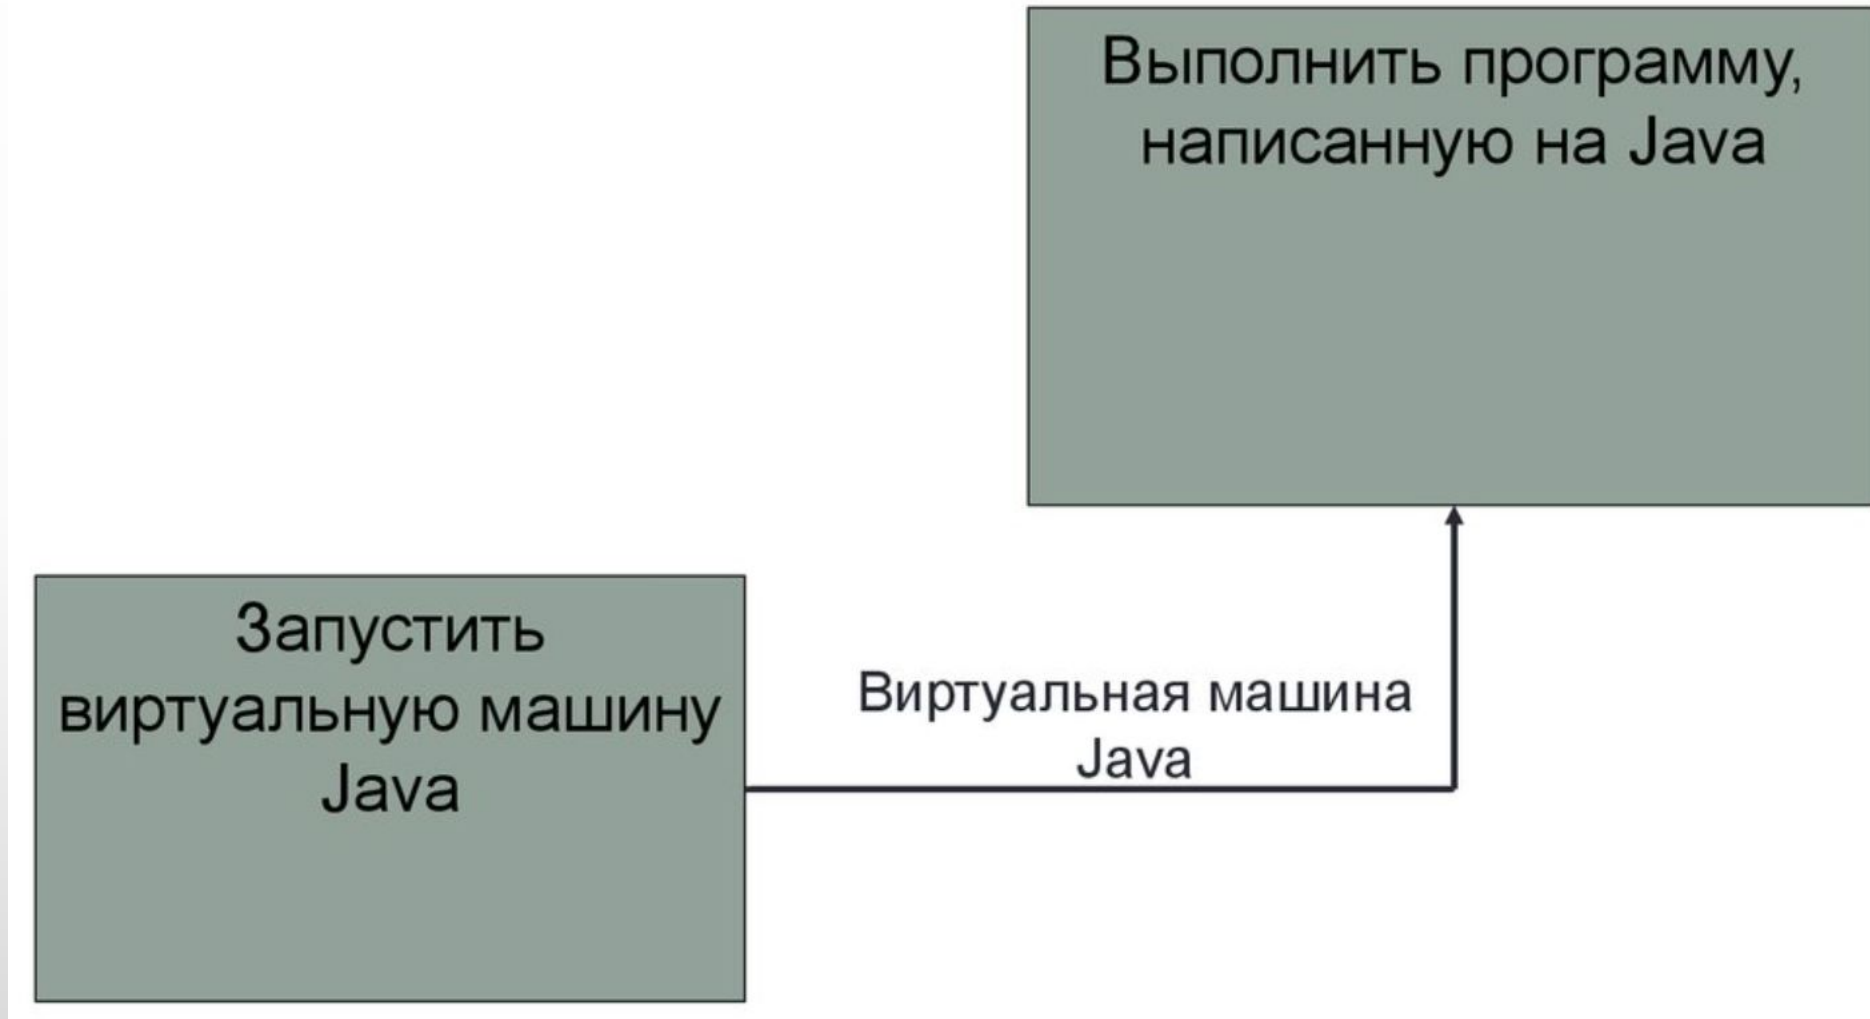 Выполнить программу,
написанную на Java
Запустить
виртуальную машину
Java
Виртуальная машина
Java